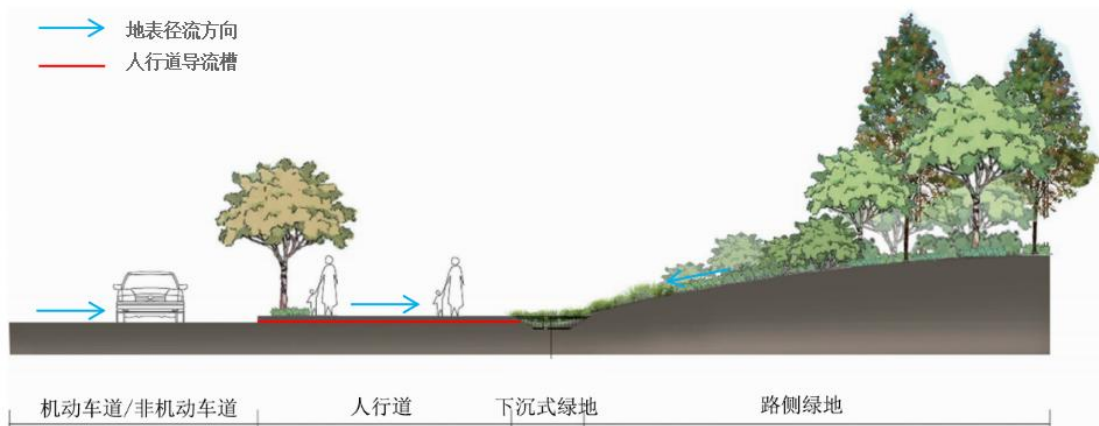 地表径流方向
人行道导流槽
机动车道/非机动车道
人行道
下沉式绿地
路侧绿地